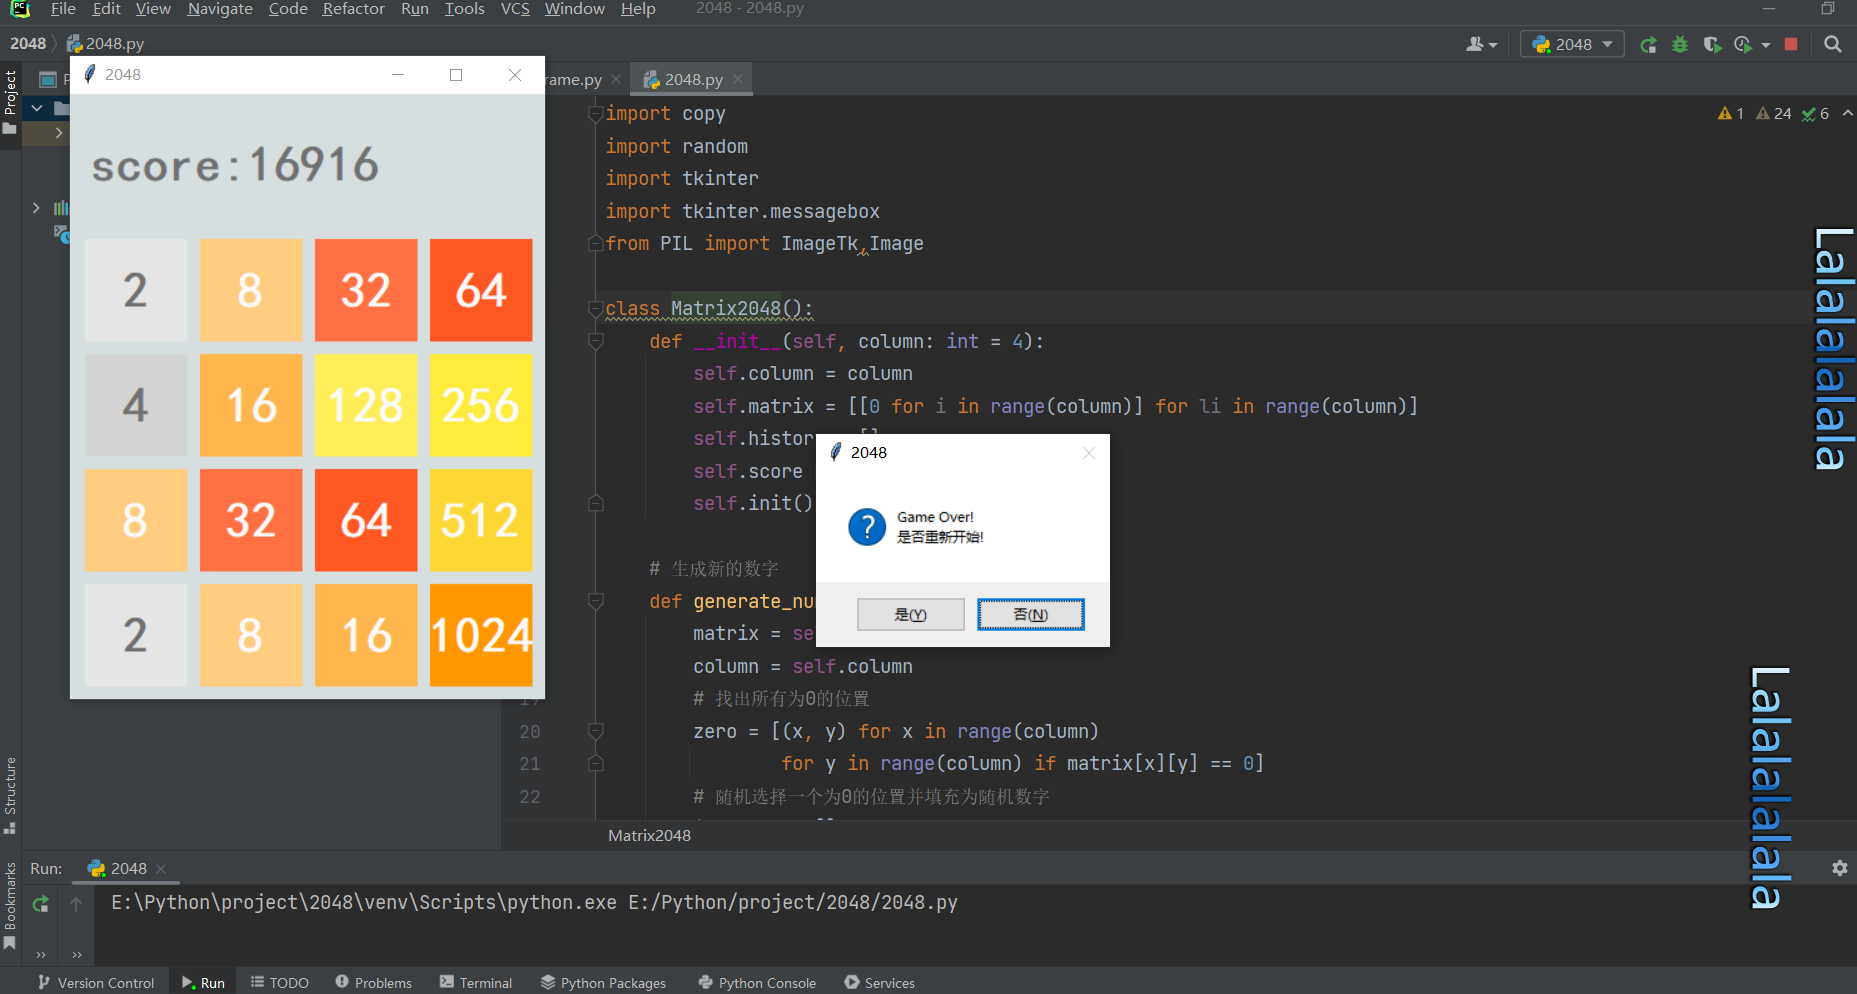 File Edit View Navigate Code Refactor Run Tools VCS Window Help 2048 - 2048.py
2048 2048.py
2048
2048
rame.py 2048.py
1 24 6
Project
score:16916
2 8 32 64
4 16 128 256
8 32 64 512
2 8 16 1024
import copy
import random
import tkinter
import tkinter.messagebox
from PIL import ImageTk,Image
class Matrix2048():
def __init__(self, column: int = 4):
self.column = column
self.matrix = [[0 for i in range(column)] for li in range(column)]
self.histor
self.score
self.init()
# 生成新的数字
def generate_nu
matrix = se
column = self.column
# 找出所有为0的位置
20 zero = [(x, y) for x in range(column)
21 for y in range(column) if matrix[x][y] == 0]
22 # 随机选择一个为0的位置并填充为随机数字
Matrix2048
2048
Game Over!
是否重新开始!
是(Y) 否(N)
Lalalalalala
Lalalalalala
Structure
Bookmarks
Run: 2048
E:\Python\project\2048\venv\Scripts\python.exe E:/Python/project/2048/2048.py
Version Control Run TODO Problems Terminal Python Packages Python Console Services